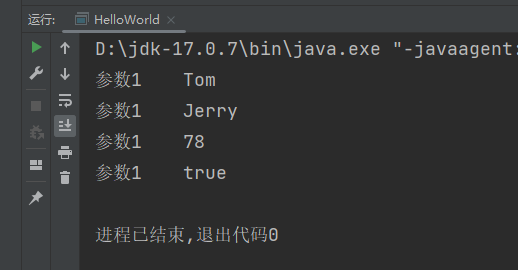 运行: HelloWorld
D:\jdk-17.0.7\bin\java.exe "-javaagent:
参数1 Tom
参数1 Jerry
参数1 78
参数1 true
进程已结束,退出代码0